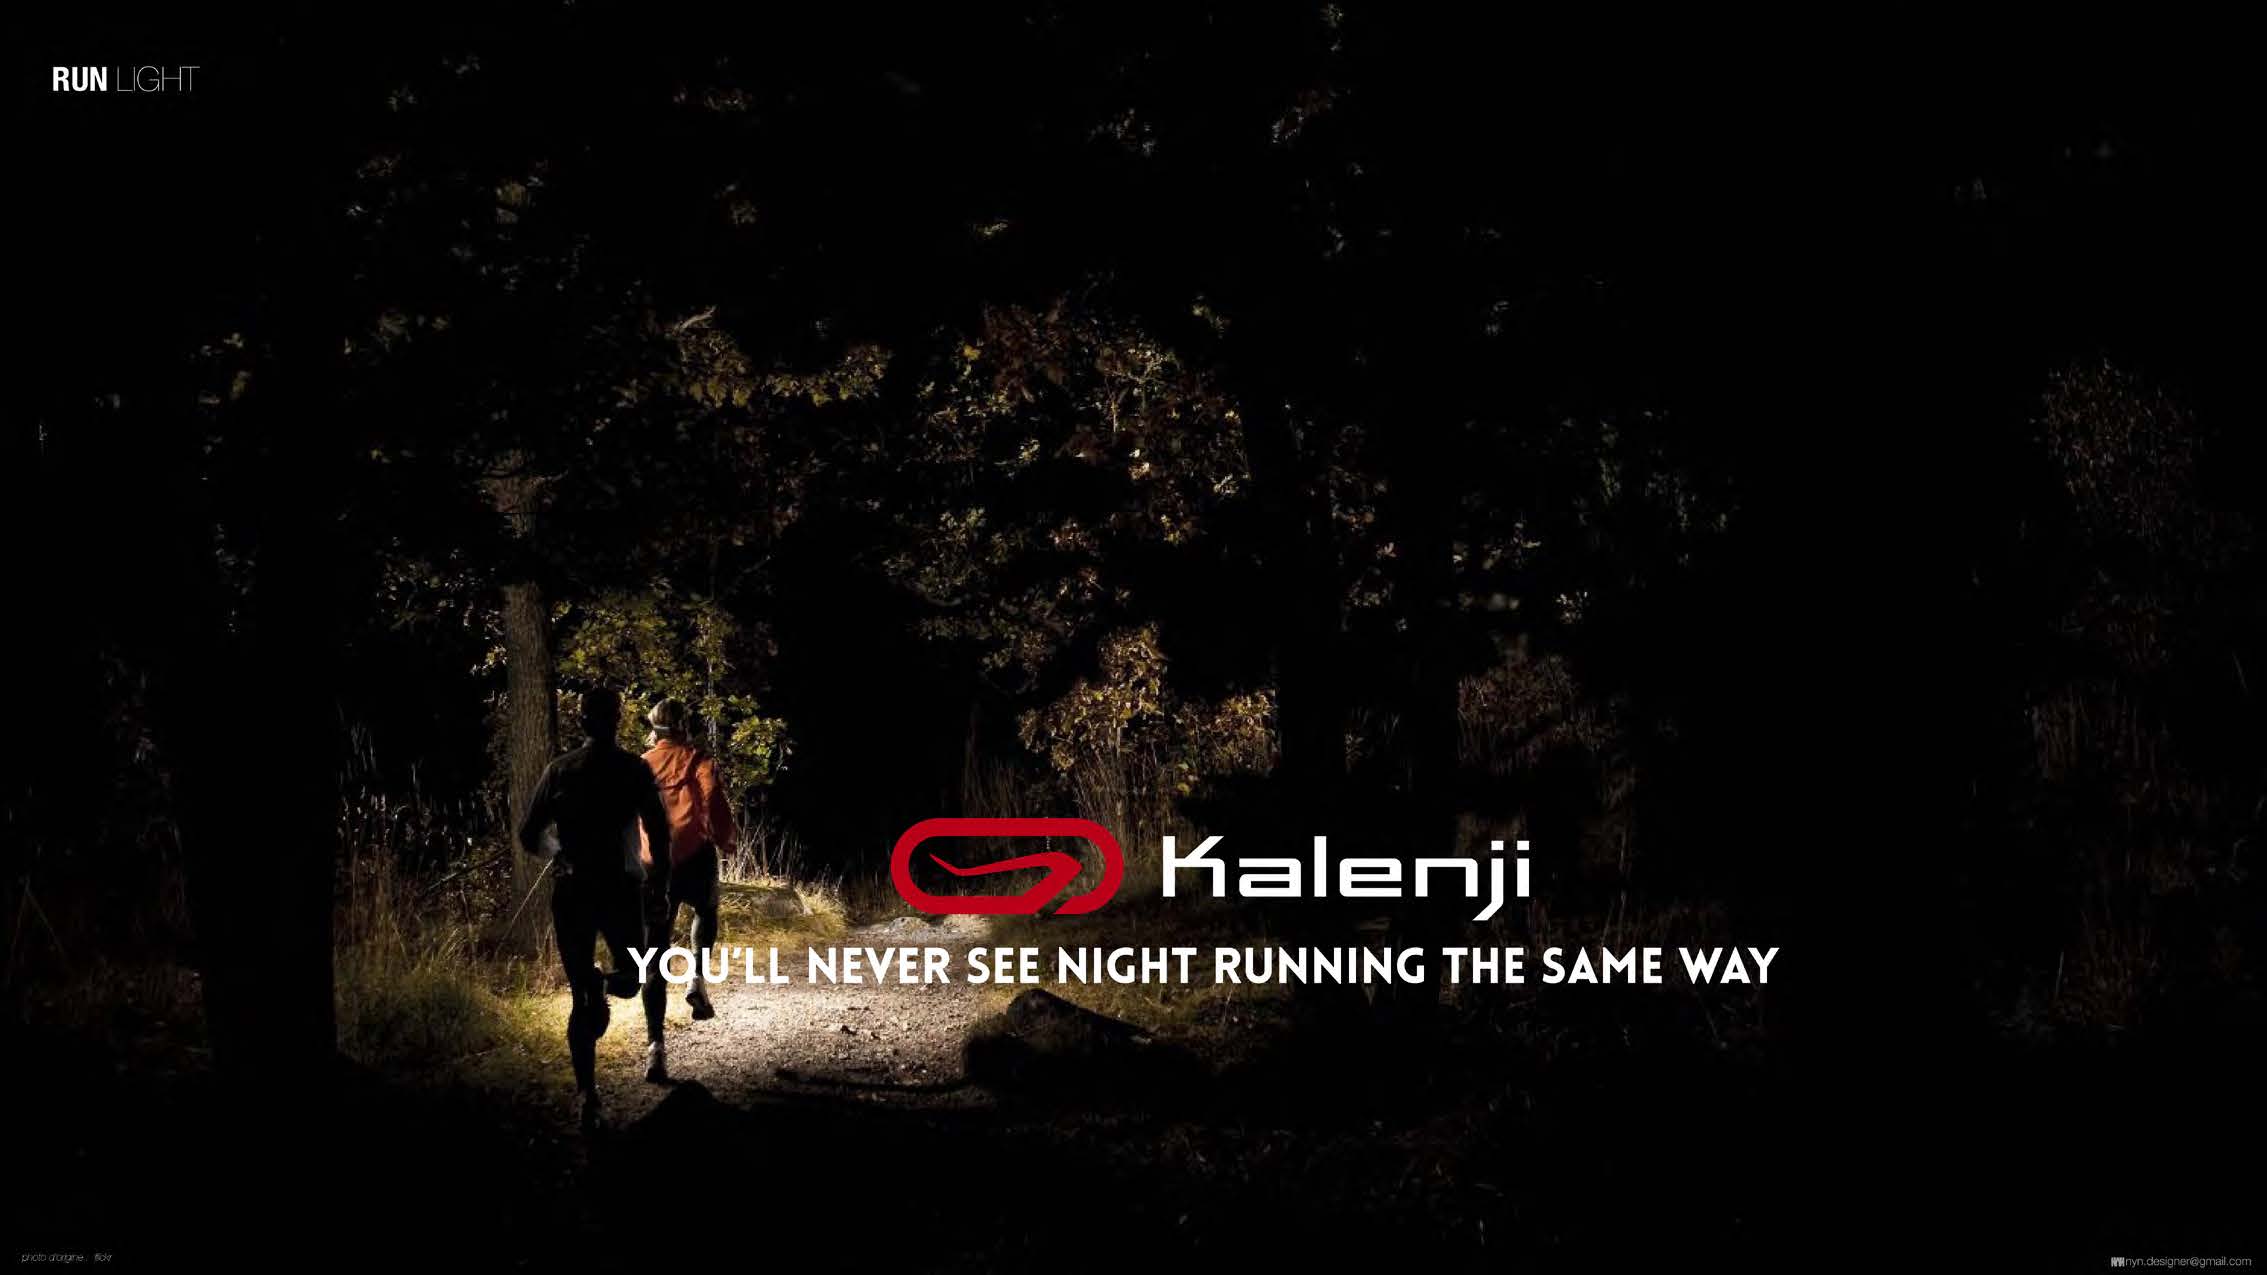 RUN LIGHT
Kalenji
YOU'LL NEVER SEE NIGHT RUNNING THE SAME WAY
photo d'origine : flickr
nyn.designer@gmail.com